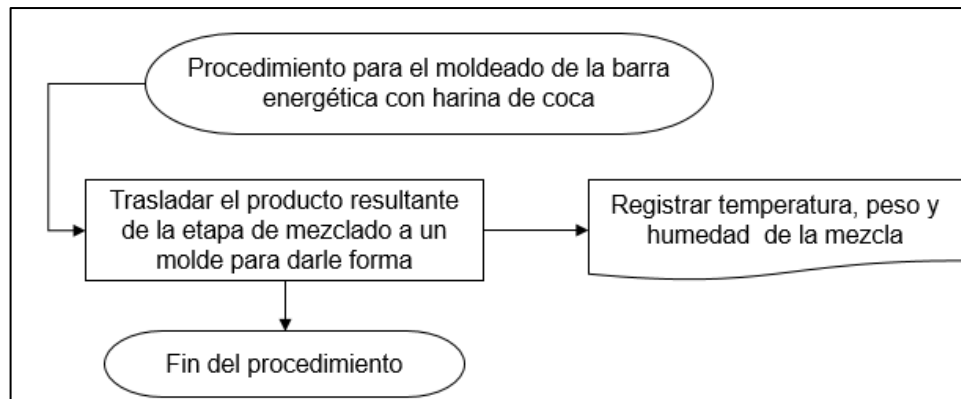 Procedimiento para el moldeado de la barra
energética con harina de coca
Trasladar el producto resultante
de la etapa de mezclado a un
molde para darle forma
Registrar temperatura, peso y
humedad de la mezcla
Fin del procedimiento